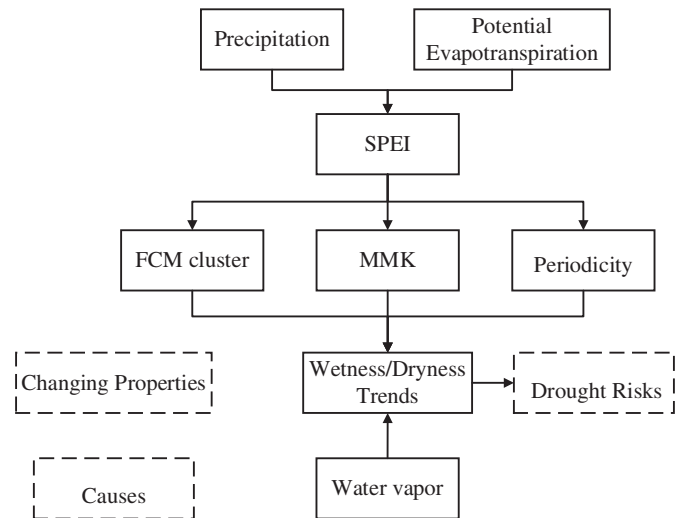 Precipitation
Potential
Evapotranspiration
SPEI
FCM cluster
MMK
Periodicity
Changing Properties
Wetness/Dryness
Trends
Drought Risks
Causes
Water vapor